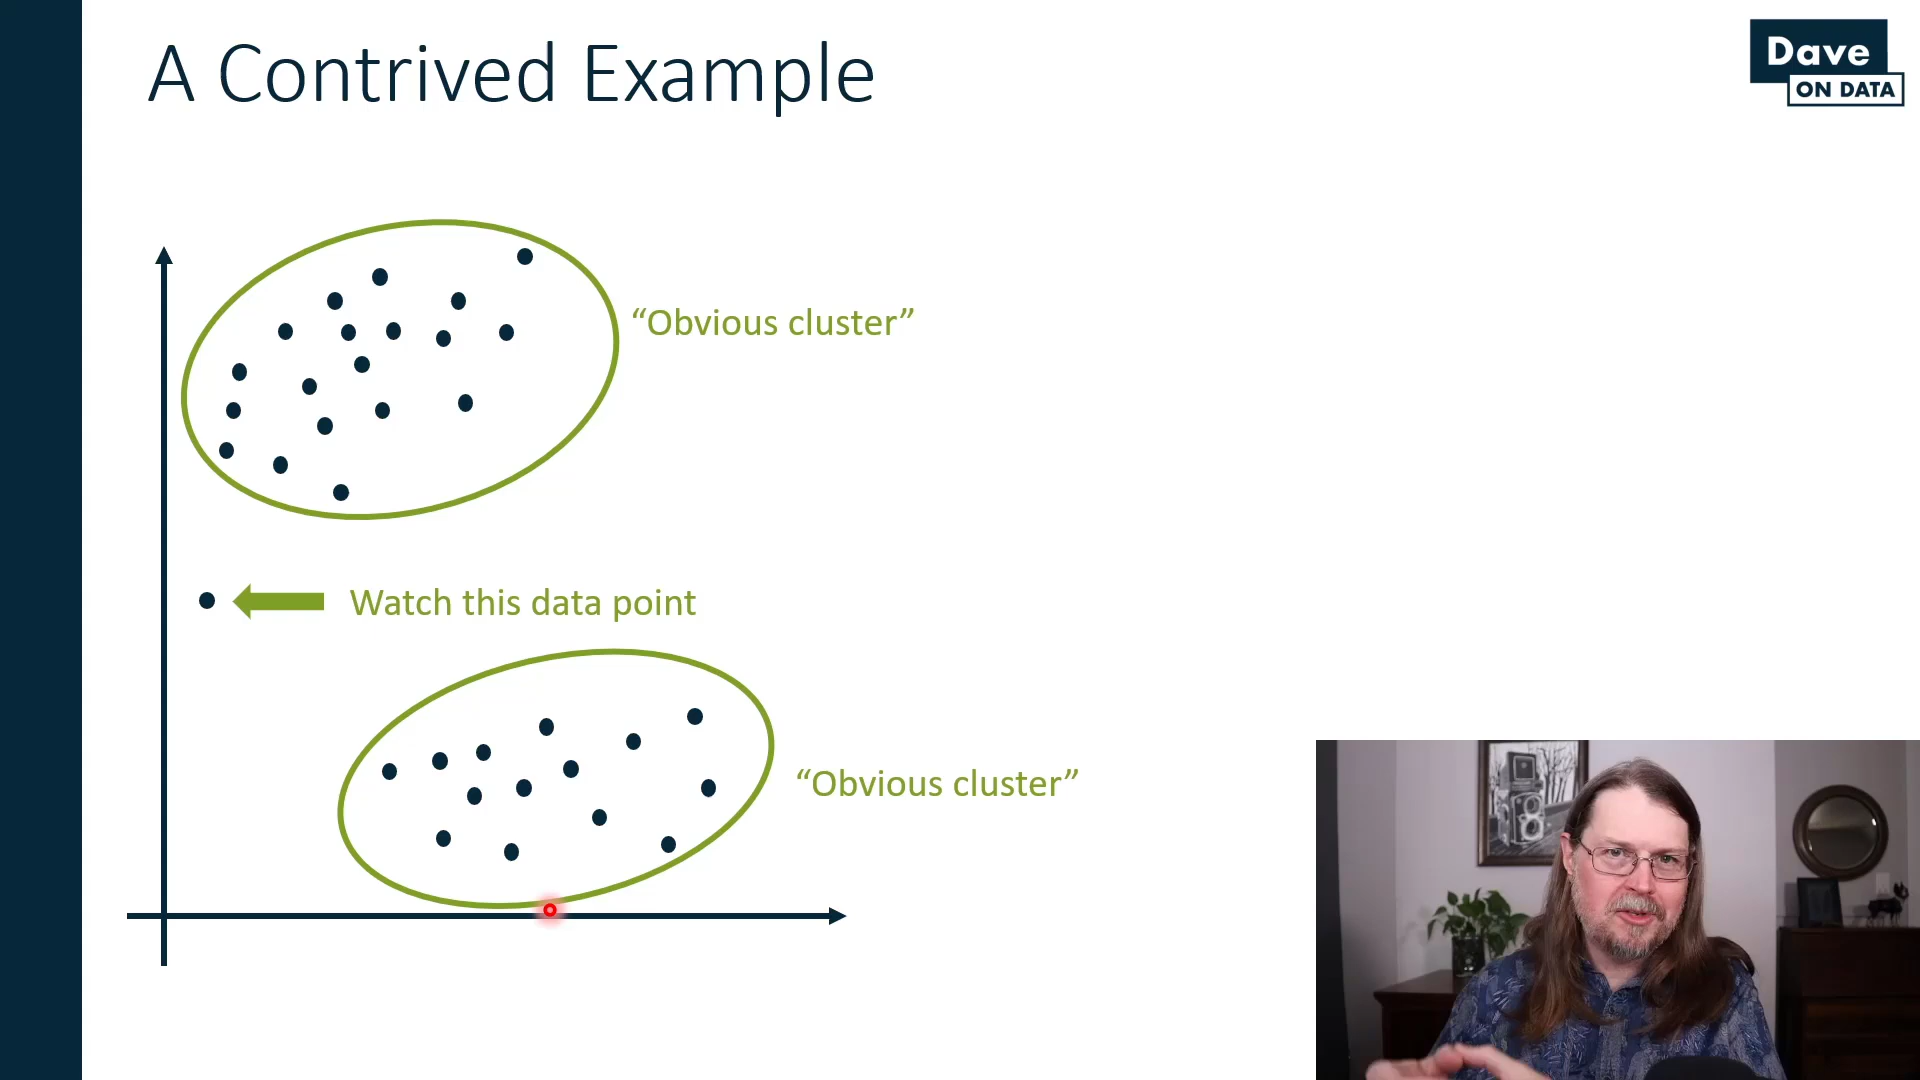 A Contrived Example
Dave
ON DATA
“Obvious cluster”
Watch this data point
“Obvious cluster”